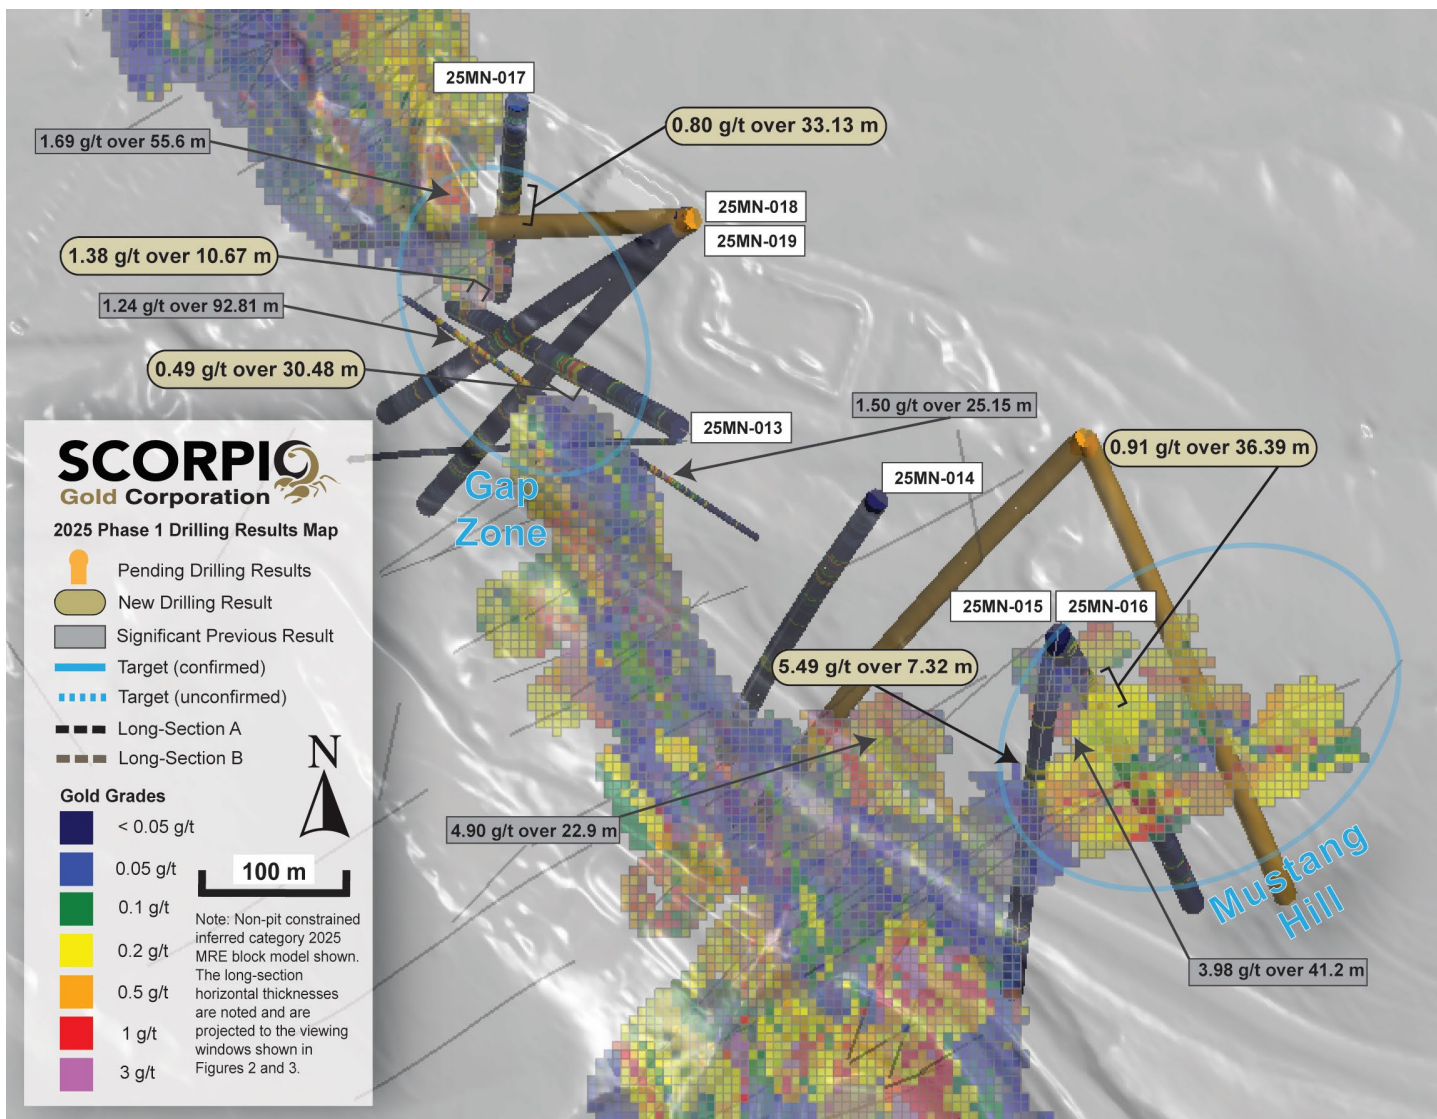 25MN-017
0.80 g/t over 33.13 m
1.69 g/t over 55.6 m
25MN-018
25MN-019
1.38 g/t over 10.67 m
1.24 g/t over 92.81 m
0.49 g/t over 30.48 m
1.50 g/t over 25.15 m
25MN-013
0.91 g/t over 36.39 m
25MN-014
Gap
Zone
25MN-015
25MN-016
5.49 g/t over 7.32 m
4.90 g/t over 22.9 m
Mustang
Hill
3.98 g/t over 41.2 m
SCORPIO
Gold Corporation
2025 Phase 1 Drilling Results Map
Pending Drilling Results
New Drilling Result
Significant Previous Result
Target (confirmed)
Target (unconfirmed)
Long-Section A
Long-Section B
N
Gold Grades
< 0.05 g/t
0.05 g/t
0.1 g/t
0.2 g/t
0.5 g/t
1 g/t
3 g/t
100 m
Note: Non-pit constrained
inferred category 2025
MRE block model shown.
The long-section
horizontal thicknesses
are noted and are
projected to the viewing
windows shown in
Figures 2 and 3.